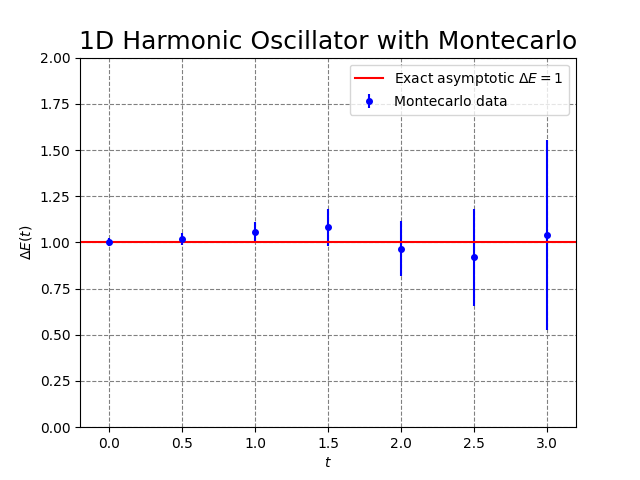 1D Harmonic Oscillator with Montecarlo
Exact asymptotic ΔE = 1
Montecarlo data
ΔE(t)
2.00
1.75
1.50
1.25
1.00
0.75
0.50
0.25
0.00
0.0 0.5 1.0 1.5 2.0 2.5 3.0
t